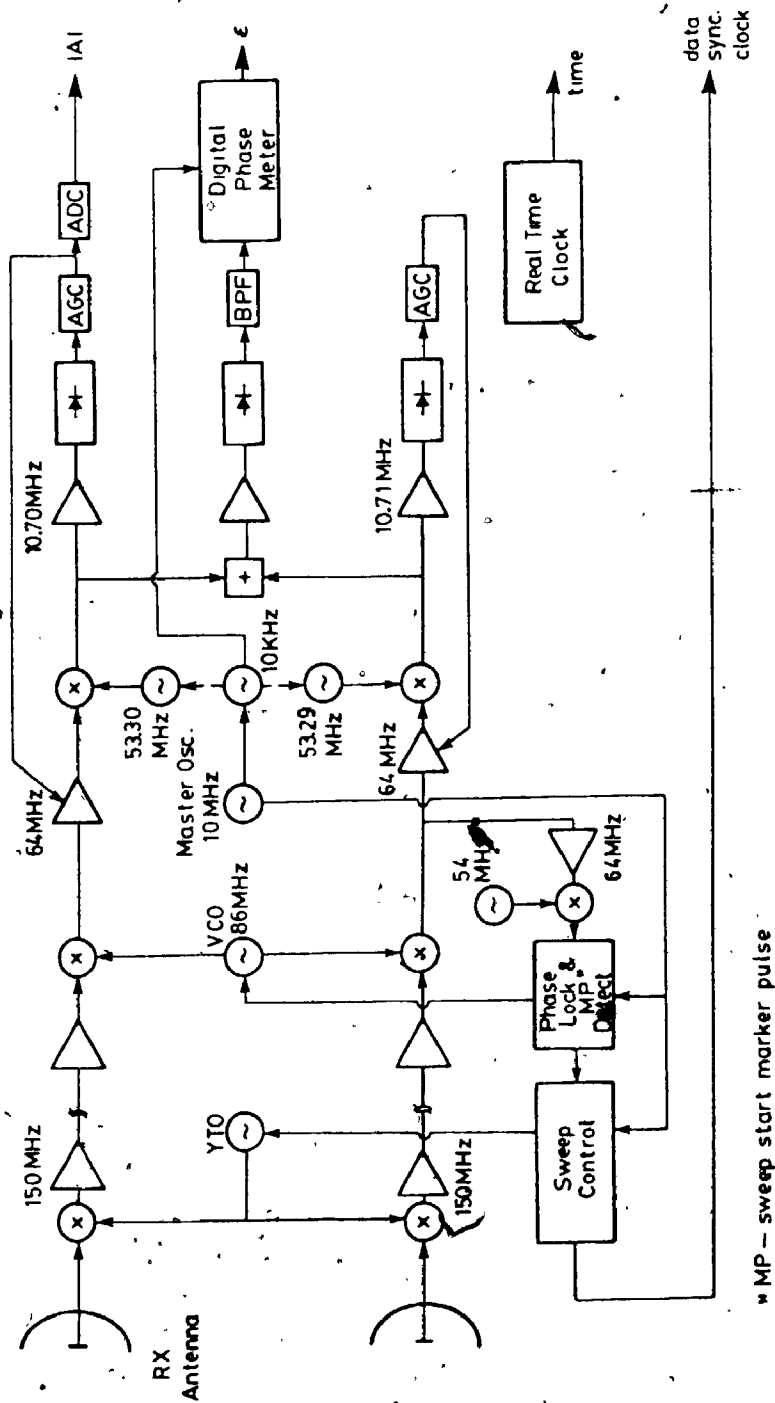 RX
Antenna
150MHz
64MHz
10.70MHz
AGC
ADC
|A|
53.30
MHz
Master Osc.
10MHz
VCO
86MHz
YTO
10KHz
53.29
MHz
+
BPF
Digital
Phase
Meter
ε
150MHz
64 MHz
10.71MHz
AGC
54
MHz
64MHz
Phase
Lock &
MP*
Detect
Sweep
Control
Real Time
Clock
time
data
sync.
clock
* MP – sweep start marker pulse